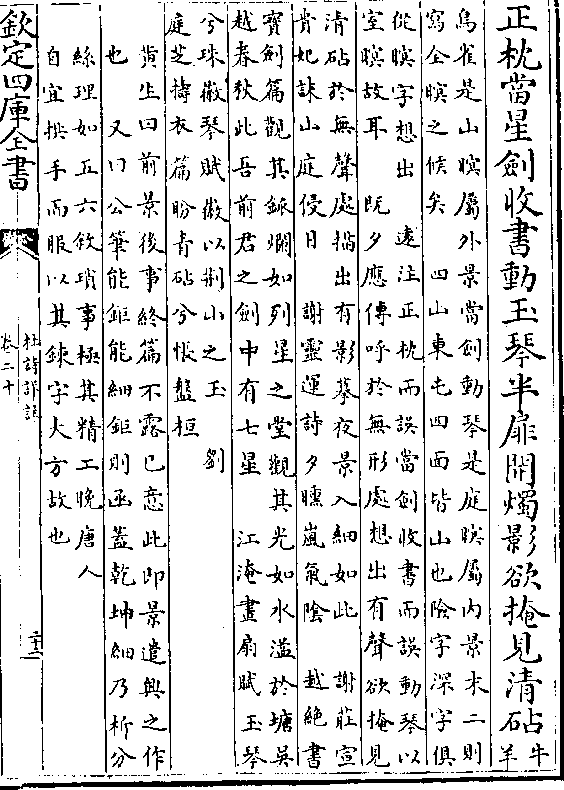 正枕當星劍收書動玉琴半扉開燭影欲掩見清砧牛
羊
鳥雀是山暝屬外景當劍動琴是庭暝屬内景末二則
寫全暝之候矣　四山東屯四面皆山也陰字深字俱
從暝字想出　遠注正枕而誤當劍收書而誤動琴以
室暝故耳　既夕應傳呼於無形處想出有聲欲掩見
清砧於無聲處描出有影摹夜景入細如此　謝莊宣
貴妃誄山庭侵日　謝靈運詩夕曛嵐氣陰　越絕書
寶劍篇觀其鈲爛如列星之堂觀其光如水溢於塘吳
越春秋此吾前君之劍中有七星　江淹畫扇賦玉琴
兮珠徽琴賦徽以荆山之玉　劉
庭芝擣衣篇盼青砧兮悵盤桓
黄生曰前景後事終篇不露己意此即景遣興之作
也　又曰公筆能鉅能細鉅則函蓋乾坤細乃析分
絲理如五六敘瑣事極其精工晚唐人
自宜拱手而服以其鍊字大方故也
欽定四庫全書
杜詩詳註
卷二十